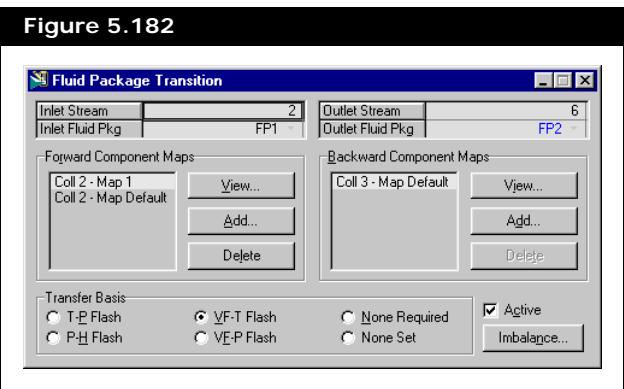 Figure 5.182
Fluid Package Transition
Inlet Stream 2 Outlet Stream 6
Inlet Fluid Pkg FP1 Outlet Fluid Pkg FP2
Forward Component Maps Backward Component Maps
Coll 2 - Map 1 View... Coll 3 - Map Default View...
Coll 2 - Map Default
Add... Add...
Delete Delete
Transfer Basis
T-P Flash VF-T Flash None Required Active
P-H Flash VF-P Flash None Set Imbalance...